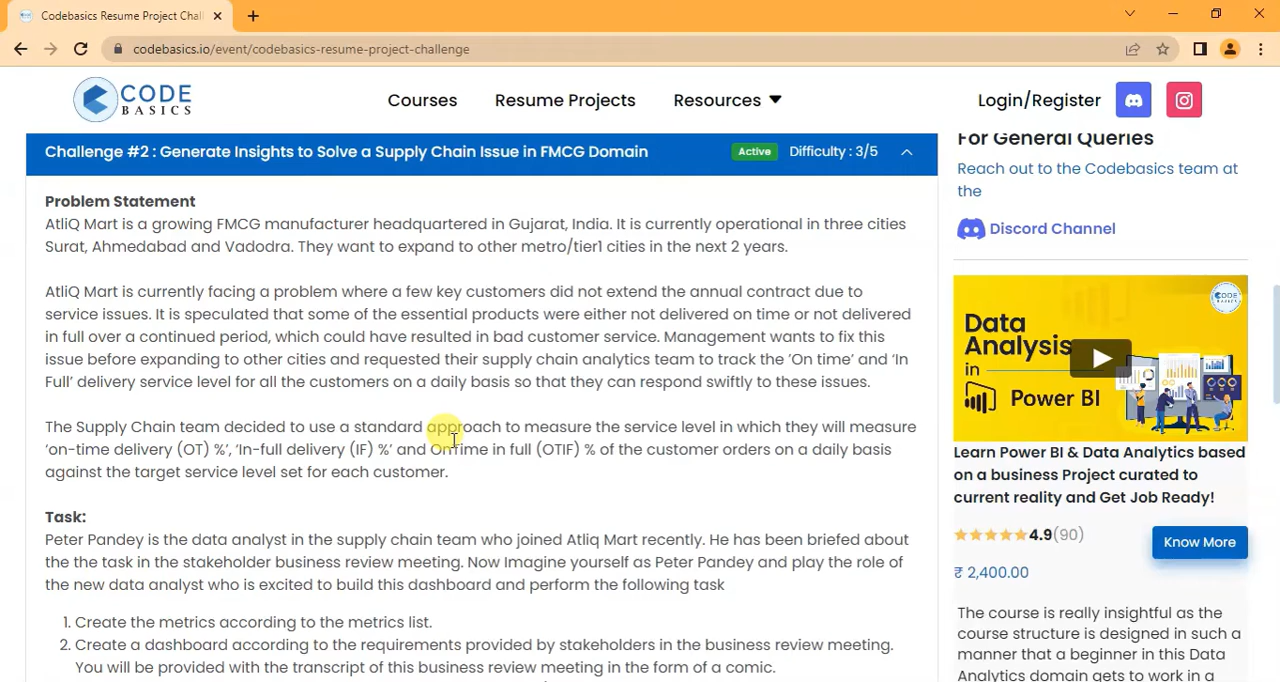 Codebasics Resume Project Chal
codebasics.io/event/codebasics-resume-project-challenge
CODE
BASICS
Courses
Resume Projects
Resources
Login/Register
Challenge #2 : Generate Insights to Solve a Supply Chain Issue in FMCG Domain
Active
Difficulty : 3/5
Problem Statement
AtliQ Mart is a growing FMCG manufacturer headquartered in Gujarat, India. It is currently operational in three cities
Surat, Ahmedabad and Vadodra. They want to expand to other metro/tier1 cities in the next 2 years.
AtliQ Mart is currently facing a problem where a few key customers did not extend the annual contract due to
service issues. It is speculated that some of the essential products were either not delivered on time or not delivered
in full over a continued period, which could have resulted in bad customer service. Management wants to fix this
issue before expanding to other cities and requested their supply chain analytics team to track the ’On time’ and ‘In
Full’ delivery service level for all the customers on a daily basis so that they can respond swiftly to these issues.
The Supply Chain team decided to use a standard approach to measure the service level in which they will measure
‘on-time delivery (OT) %’, ‘In-full delivery (IF) %’ and OnTime in full (OTIF) % of the customer orders on a daily basis
against the target service level set for each customer.
Task:
Peter Pandey is the data analyst in the supply chain team who joined Atliq Mart recently. He has been briefed about
the the task in the stakeholder business review meeting. Now Imagine yourself as Peter Pandey and play the role of
the new data analyst who is excited to build this dashboard and perform the following task
1. Create the metrics according to the metrics list.
2. Create a dashboard according to the requirements provided by stakeholders in the business review meeting.
You will be provided with the transcript of this business review meeting in the form of a comic.
For General Queries
Reach out to the Codebasics team at
the
Discord Channel
CODE
BASICS
Data
Analysis
in
Power BI
Learn Power BI & Data Analytics based
on a business Project curated to
current reality and Get Job Ready!
4.9(90)
Know More
₹ 2,400.00
The course is really insightful as the
course structure is designed in such a
manner that a beginner in this Data
Analytics domain gets to work in a